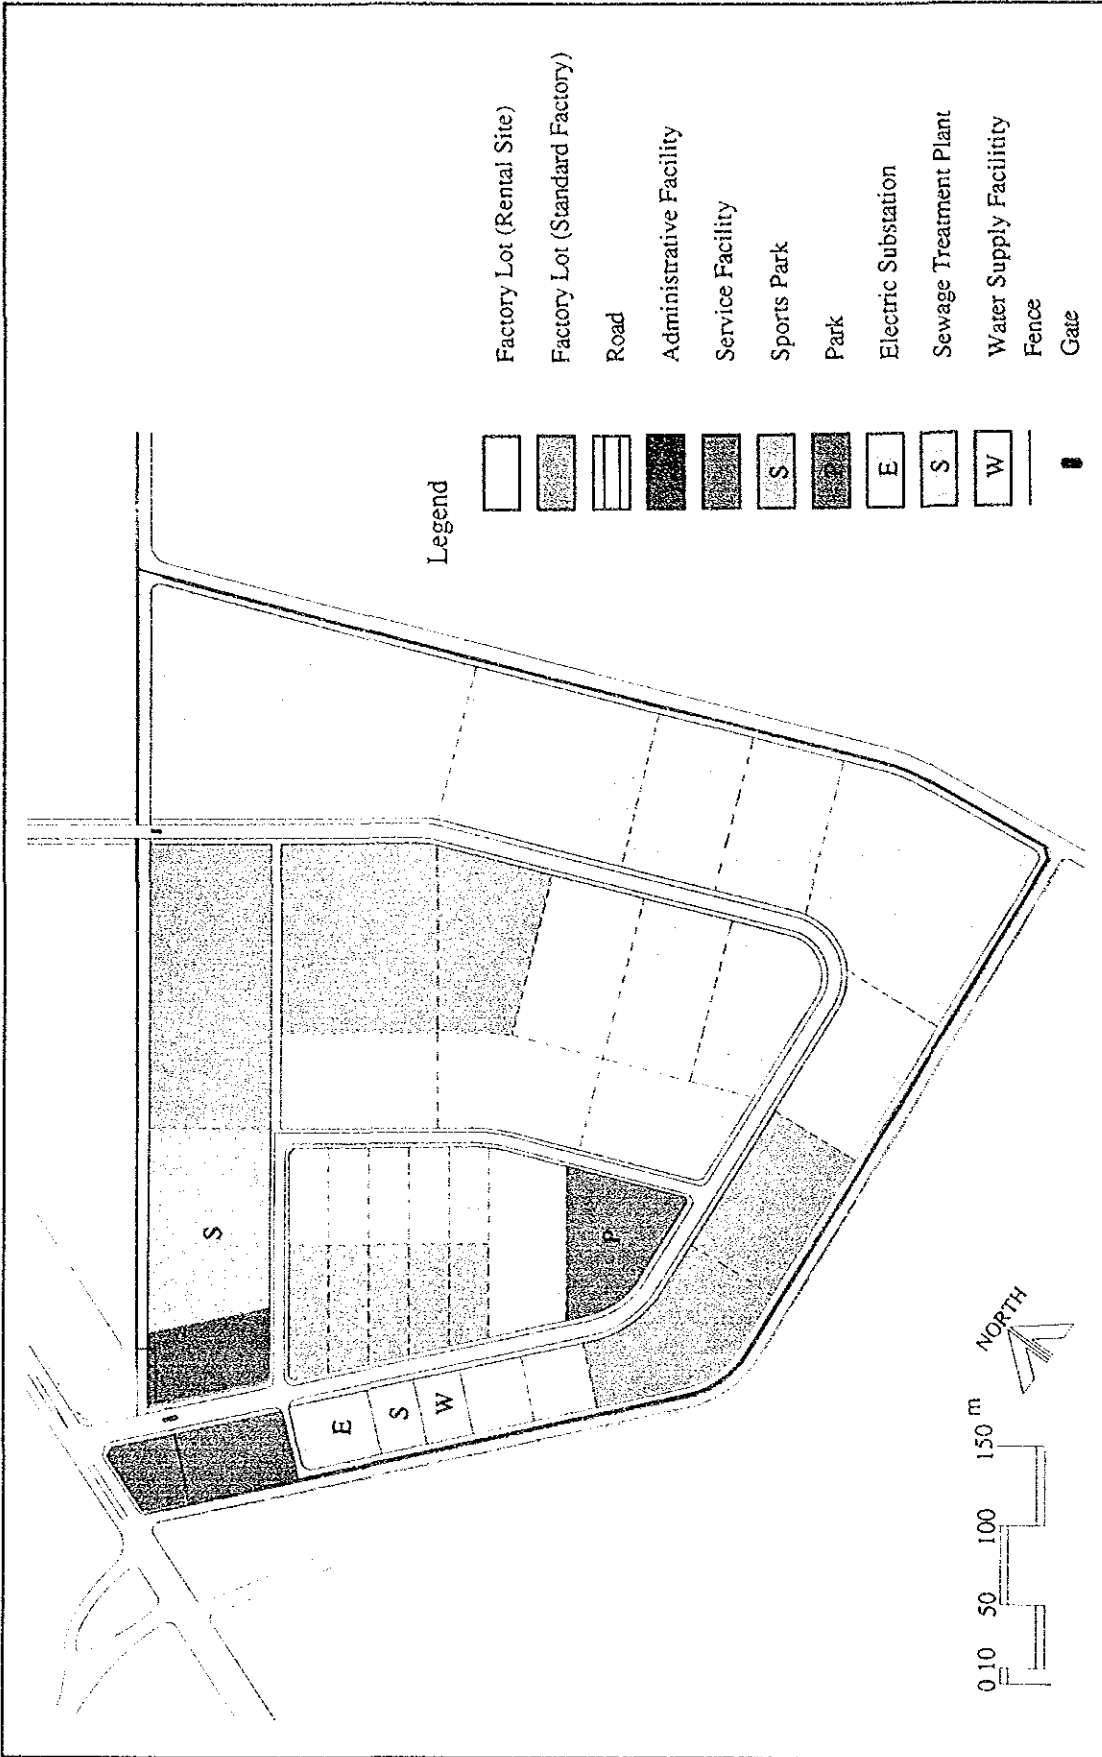 S
P
E
S
W
NORTH
0 10 50 100 150 m
Legend
Factory Lot (Rental Site)
Factory Lot (Standard Factory)
Road
Administrative Facility
Service Facility
S Sports Park
P Park
E Electric Substation
S Sewage Treatment Plant
W Water Supply Facilitity
Fence
Gate